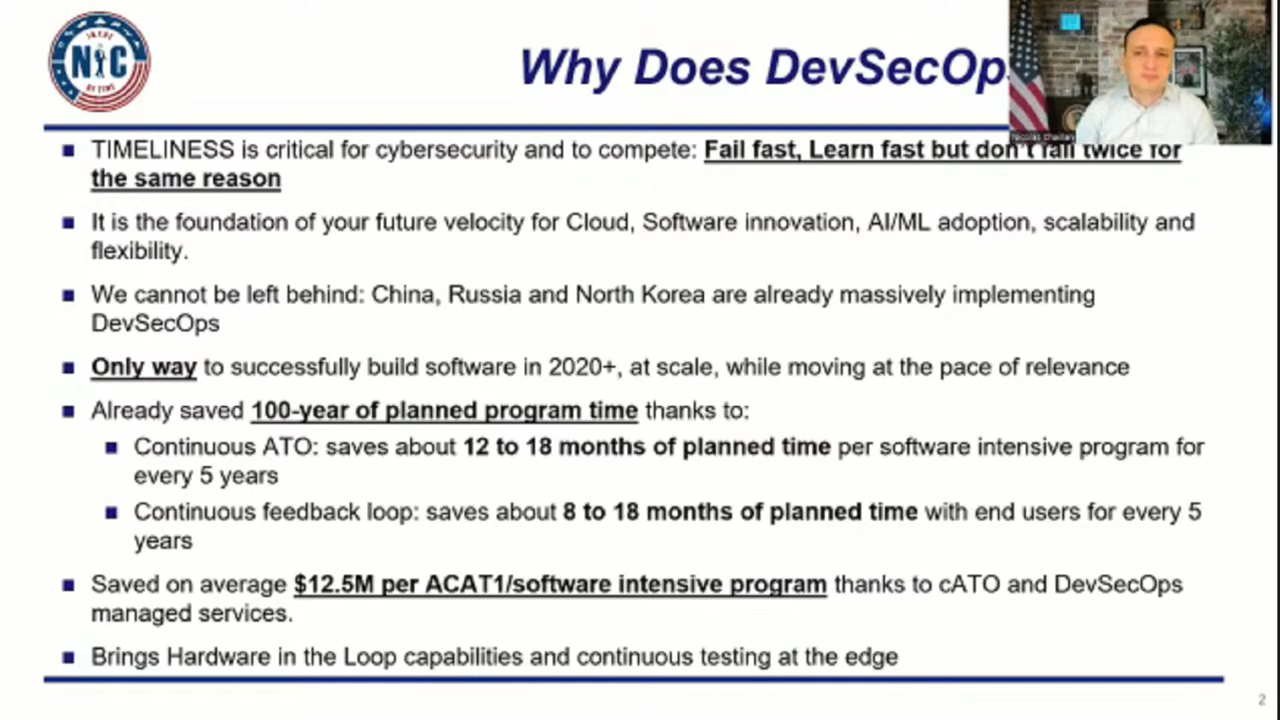 NiC
Why Does DevSecOps
Nicolas Chaillan
■ TIMELINESS is critical for cybersecurity and to compete: Fail fast, Learn fast but don't fail twice for
the same reason
■ It is the foundation of your future velocity for Cloud, Software innovation, AI/ML adoption, scalability and
flexibility.
■ We cannot be left behind: China, Russia and North Korea are already massively implementing
DevSecOps
■ Only way to successfully build software in 2020+, at scale, while moving at the pace of relevance
■ Already saved 100-year of planned program time thanks to:
■ Continuous ATO: saves about 12 to 18 months of planned time per software intensive program for
every 5 years
■ Continuous feedback loop: saves about 8 to 18 months of planned time with end users for every 5
years
■ Saved on average $12.5M per ACAT1/software intensive program thanks to cATO and DevSecOps
managed services.
■ Brings Hardware in the Loop capabilities and continuous testing at the edge
2